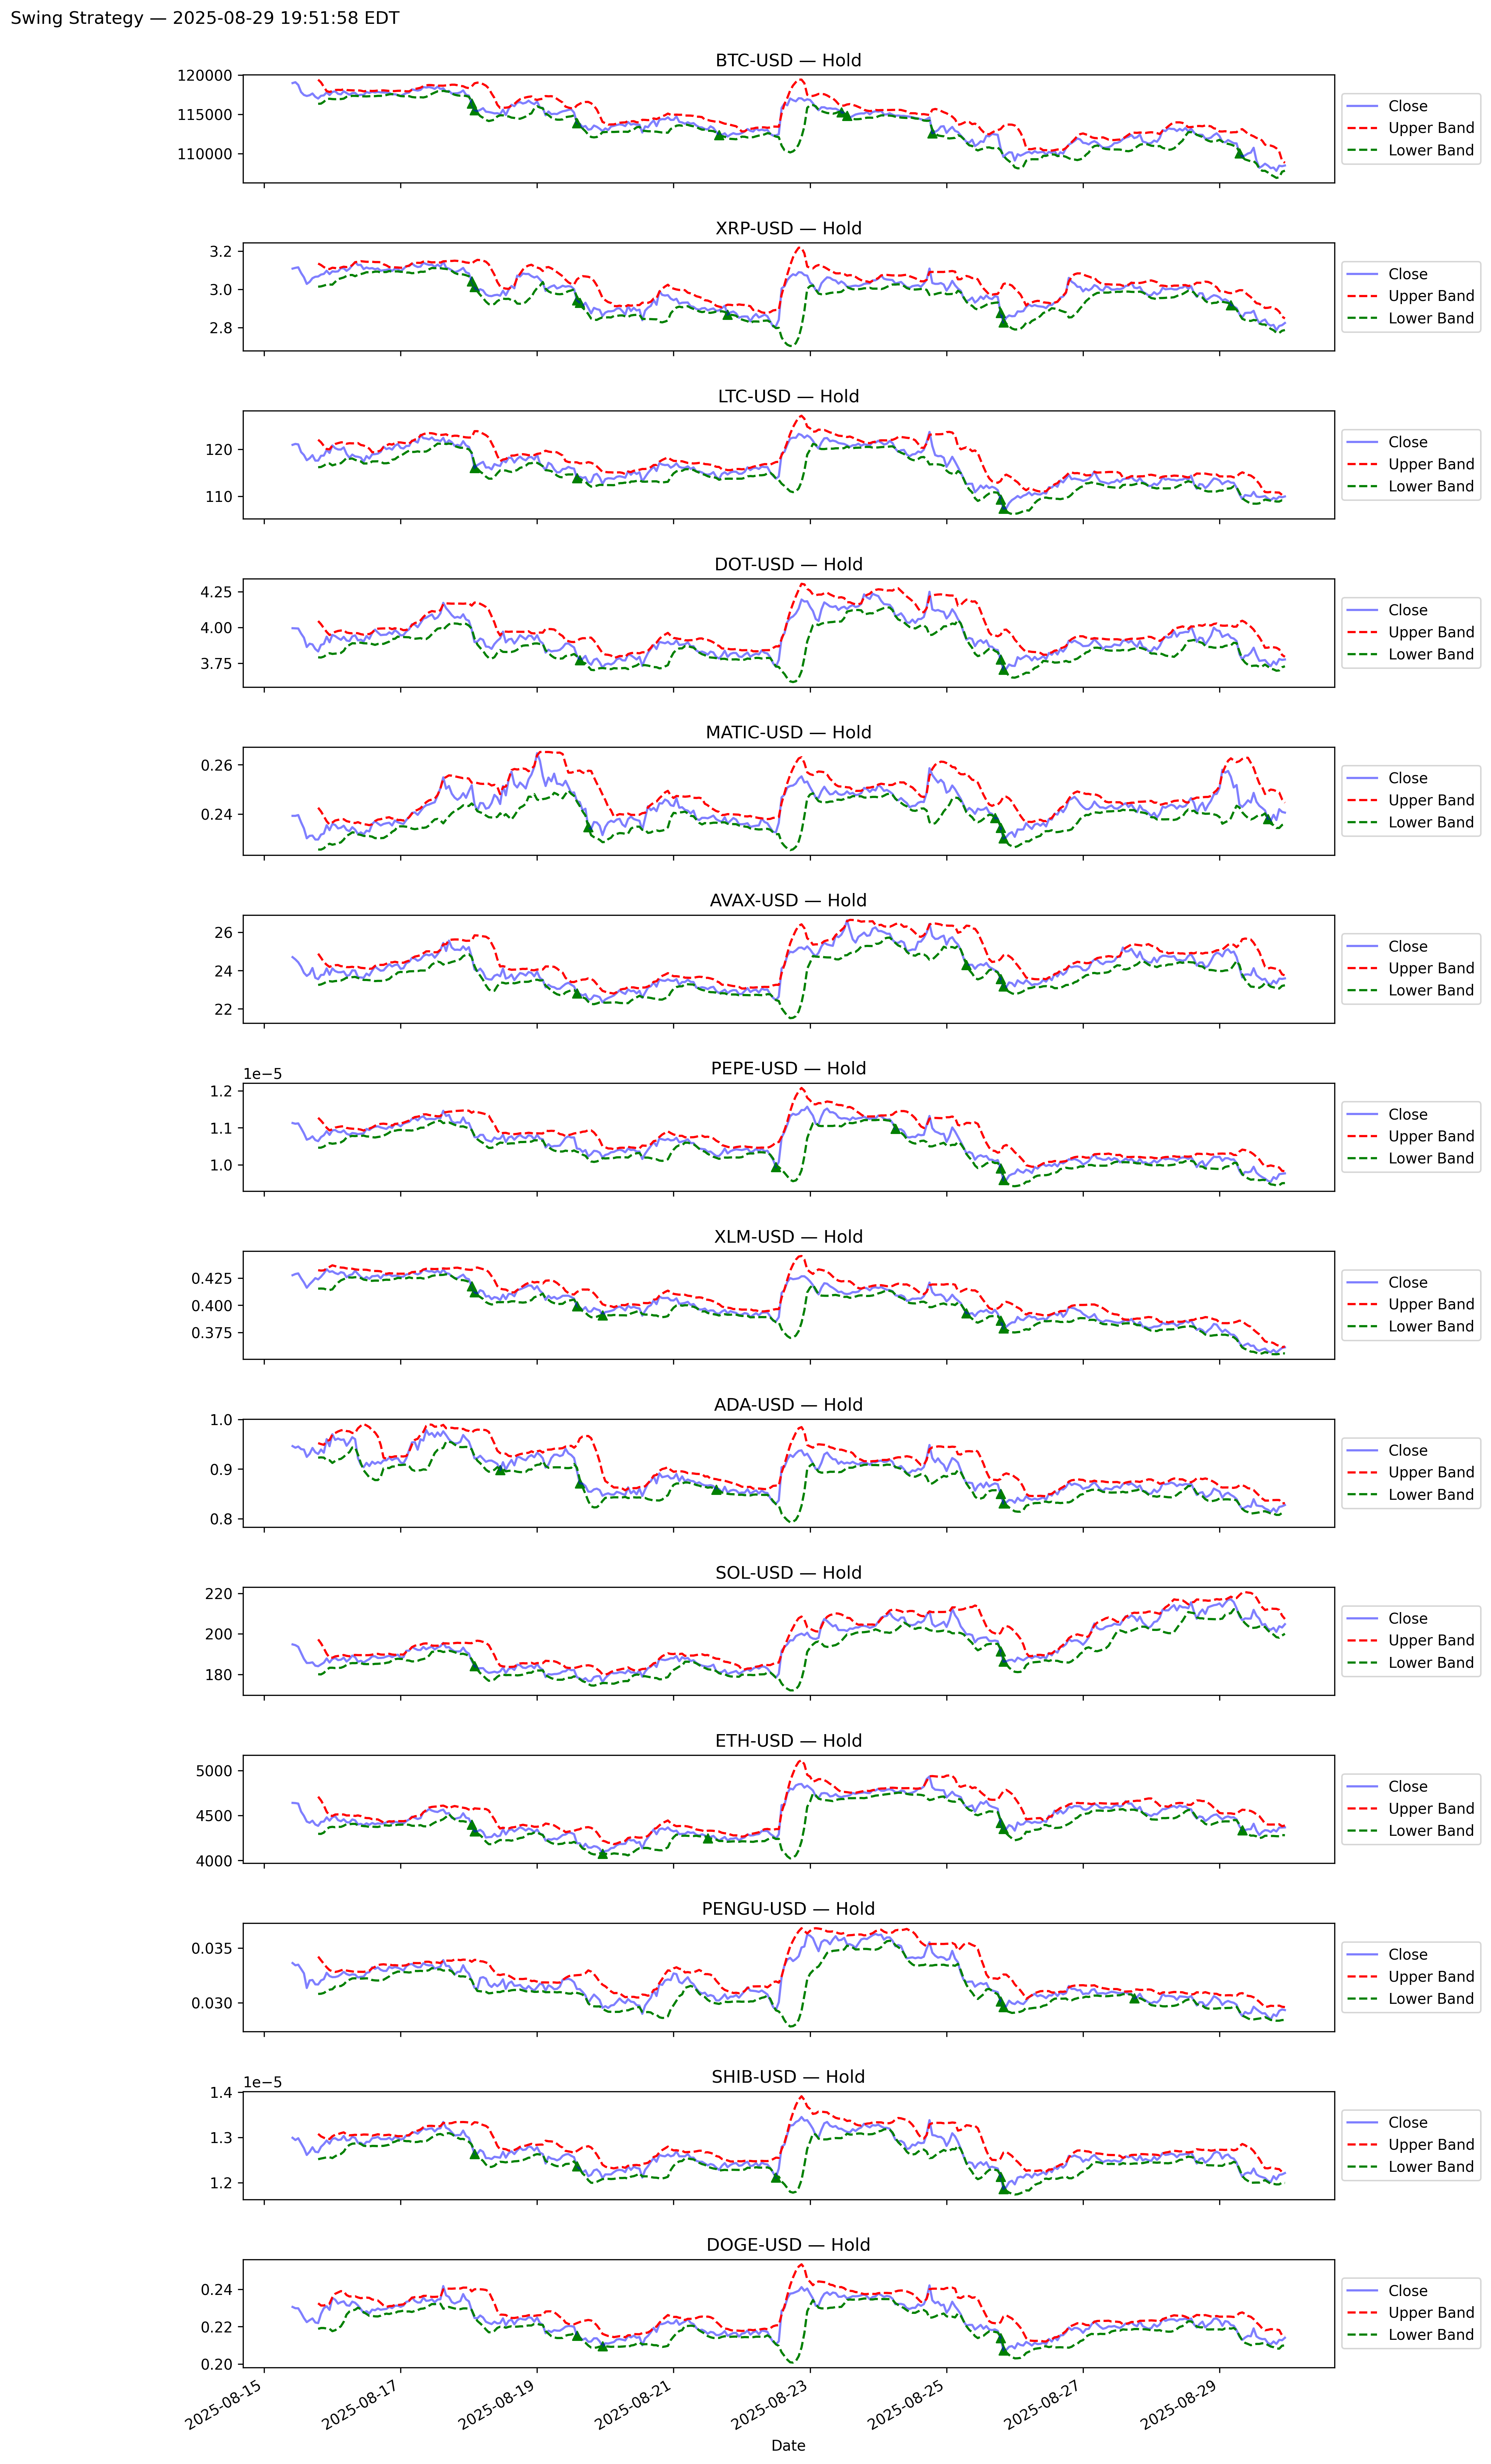 Swing Strategy — 2025-08-29 19:51:58 EDT
BTC-USD — Hold
120000
115000
110000
Close
Upper Band
Lower Band
XRP-USD — Hold
3.2
3.0
2.8
Close
Upper Band
Lower Band
LTC-USD — Hold
120
110
Close
Upper Band
Lower Band
DOT-USD — Hold
4.25
4.00
3.75
Close
Upper Band
Lower Band
MATIC-USD — Hold
0.26
0.24
Close
Upper Band
Lower Band
AVAX-USD — Hold
26
24
22
Close
Upper Band
Lower Band
PEPE-USD — Hold
1e−5
1.2
1.1
1.0
Close
Upper Band
Lower Band
XLM-USD — Hold
0.425
0.400
0.375
Close
Upper Band
Lower Band
ADA-USD — Hold
1.0
0.9
0.8
Close
Upper Band
Lower Band
SOL-USD — Hold
220
200
180
Close
Upper Band
Lower Band
ETH-USD — Hold
5000
4500
4000
Close
Upper Band
Lower Band
PENGU-USD — Hold
0.035
0.030
Close
Upper Band
Lower Band
SHIB-USD — Hold
1e−5
1.4
1.3
1.2
Close
Upper Band
Lower Band
DOGE-USD — Hold
0.24
0.22
0.20
Close
Upper Band
Lower Band
2025-08-15
2025-08-17
2025-08-19
2025-08-21
2025-08-23
2025-08-25
2025-08-27
2025-08-29
Date